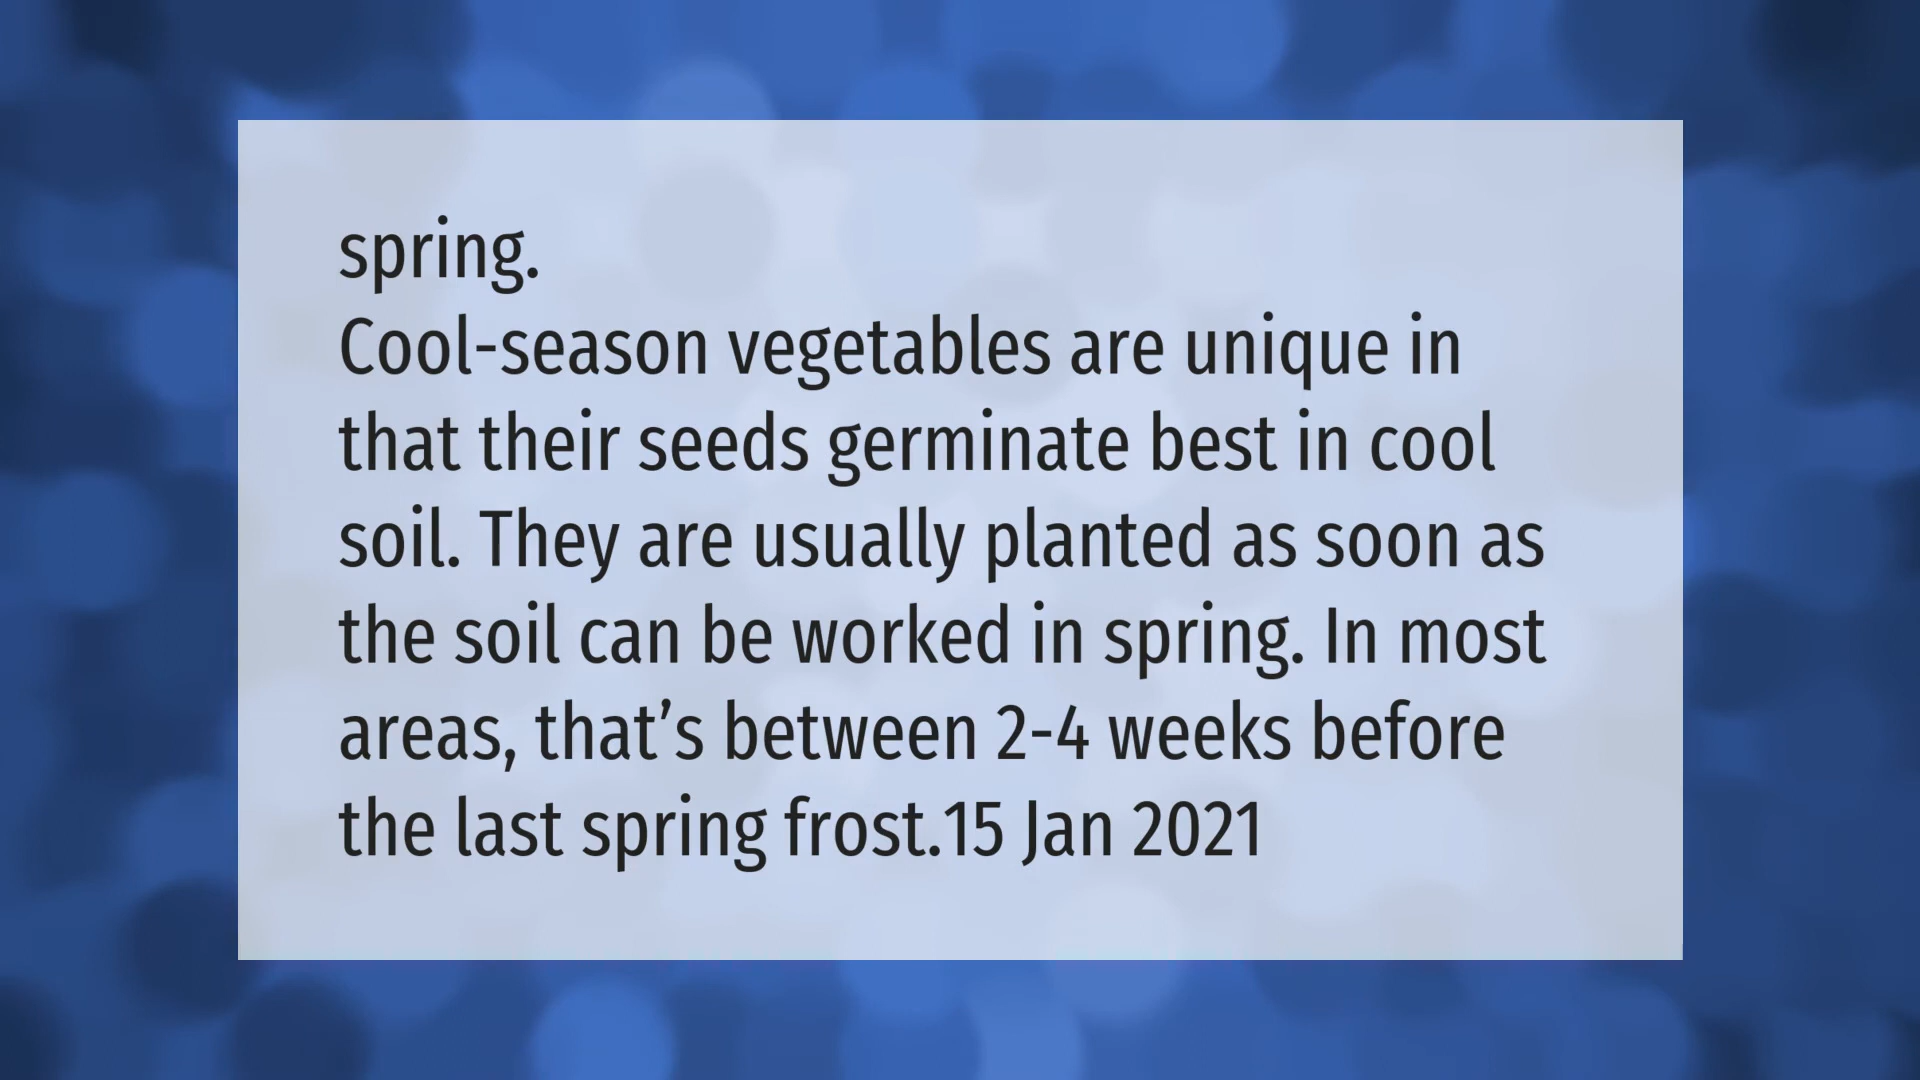 spring.
Cool-season vegetables are unique in
that their seeds germinate best in cool
soil. They are usually planted as soon as
the soil can be worked in spring. In most
areas, that’s between 2-4 weeks before
the last spring frost.15 Jan 2021